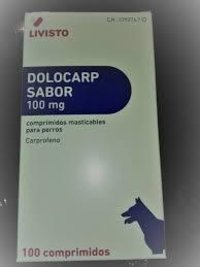 LIVISTO
DOLOCARP
SABOR
100 mg
comprimidos masticables
para perros
Carprofeno
100 comprimidos